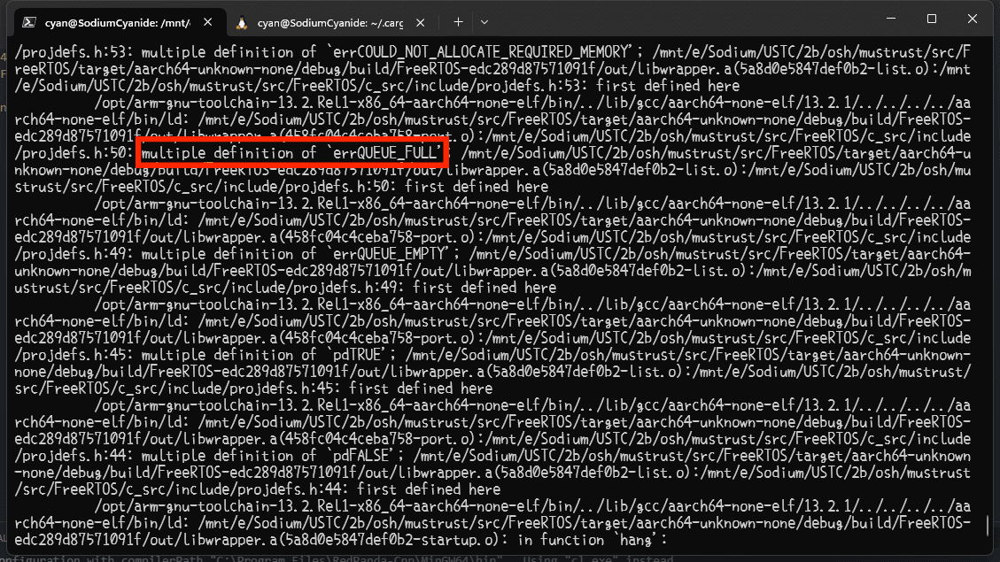 cyan@SodiumCyanide: /mnt/
cyan@SodiumCyanide: ~/.carg
/projdefs.h:53: multiple definition of `errCOULD_NOT_ALLOCATE_REQUIRED_MEMORY'; /mnt/e/Sodium/USTC/2b/osh/mustrust/src/F
reeRTOS/target/aarch64-unknown-none/debug/build/FreeRTOS-edc289d87571091f/out/libwrapper.a(5a8d0e5847def0b2-list.o):/mnt
/e/Sodium/USTC/2b/osh/mustrust/src/FreeRTOS/c_src/include/projdefs.h:53: first defined here
/opt/arm-gnu-toolchain-13.2.Rel1-x86_64-aarch64-none-elf/bin/../lib/gcc/aarch64-none-elf/13.2.1/../../../../aa
rch64-none-elf/bin/ld: /mnt/e/Sodium/USTC/2b/osh/mustrust/src/FreeRTOS/target/aarch64-unknown-none/debug/build/FreeRTOS-
edc289d87571091f/out/libwrapper.a(458fc04c4ceba758-port.o):/mnt/e/Sodium/USTC/2b/osh/mustrust/src/FreeRTOS/c_src/include
/projdefs.h:50: multiple definition of `errQUEUE_FULL'; /mnt/e/Sodium/USTC/2b/osh/mustrust/src/FreeRTOS/target/aarch64-u
nknown-none/debug/build/FreeRTOS-edc289d87571091f/out/libwrapper.a(5a8d0e5847def0b2-list.o):/mnt/e/Sodium/USTC/2b/osh/mu
strust/src/FreeRTOS/c_src/include/projdefs.h:50: first defined here
/opt/arm-gnu-toolchain-13.2.Rel1-x86_64-aarch64-none-elf/bin/../lib/gcc/aarch64-none-elf/13.2.1/../../../../aa
rch64-none-elf/bin/ld: /mnt/e/Sodium/USTC/2b/osh/mustrust/src/FreeRTOS/target/aarch64-unknown-none/debug/build/FreeRTOS-
edc289d87571091f/out/libwrapper.a(458fc04c4ceba758-port.o):/mnt/e/Sodium/USTC/2b/osh/mustrust/src/FreeRTOS/c_src/include
/projdefs.h:49: multiple definition of `errQUEUE_EMPTY'; /mnt/e/Sodium/USTC/2b/osh/mustrust/src/FreeRTOS/target/aarch64-
unknown-none/debug/build/FreeRTOS-edc289d87571091f/out/libwrapper.a(5a8d0e5847def0b2-list.o):/mnt/e/Sodium/USTC/2b/osh/m
ustrust/src/FreeRTOS/c_src/include/projdefs.h:49: first defined here
/opt/arm-gnu-toolchain-13.2.Rel1-x86_64-aarch64-none-elf/bin/../lib/gcc/aarch64-none-elf/13.2.1/../../../../aa
rch64-none-elf/bin/ld: /mnt/e/Sodium/USTC/2b/osh/mustrust/src/FreeRTOS/target/aarch64-unknown-none/debug/build/FreeRTOS-
edc289d87571091f/out/libwrapper.a(458fc04c4ceba758-port.o):/mnt/e/Sodium/USTC/2b/osh/mustrust/src/FreeRTOS/c_src/include
/projdefs.h:45: multiple definition of `pdTRUE'; /mnt/e/Sodium/USTC/2b/osh/mustrust/src/FreeRTOS/target/aarch64-unknown-
none/debug/build/FreeRTOS-edc289d87571091f/out/libwrapper.a(5a8d0e5847def0b2-list.o):/mnt/e/Sodium/USTC/2b/osh/mustrust/
src/FreeRTOS/c_src/include/projdefs.h:45: first defined here
/opt/arm-gnu-toolchain-13.2.Rel1-x86_64-aarch64-none-elf/bin/../lib/gcc/aarch64-none-elf/13.2.1/../../../../aa
rch64-none-elf/bin/ld: /mnt/e/Sodium/USTC/2b/osh/mustrust/src/FreeRTOS/target/aarch64-unknown-none/debug/build/FreeRTOS-
edc289d87571091f/out/libwrapper.a(458fc04c4ceba758-port.o):/mnt/e/Sodium/USTC/2b/osh/mustrust/src/FreeRTOS/c_src/include
/projdefs.h:44: multiple definition of `pdFALSE'; /mnt/e/Sodium/USTC/2b/osh/mustrust/src/FreeRTOS/target/aarch64-unknown
-none/debug/build/FreeRTOS-edc289d87571091f/out/libwrapper.a(5a8d0e5847def0b2-list.o):/mnt/e/Sodium/USTC/2b/osh/mustrust
/src/FreeRTOS/c_src/include/projdefs.h:44: first defined here
/opt/arm-gnu-toolchain-13.2.Rel1-x86_64-aarch64-none-elf/bin/../lib/gcc/aarch64-none-elf/13.2.1/../../../../aa
rch64-none-elf/bin/ld: /mnt/e/Sodium/USTC/2b/osh/mustrust/src/FreeRTOS/target/aarch64-unknown-none/debug/build/FreeRTOS-
edc289d87571091f/out/libwrapper.a(5a8d0e5847def0b2-startup.o): in function `hang':
onfiguration with compilerPath "C:\Program Files\RedPanda-Cpp\MinGW64\bin" Using "cl.exe" instead